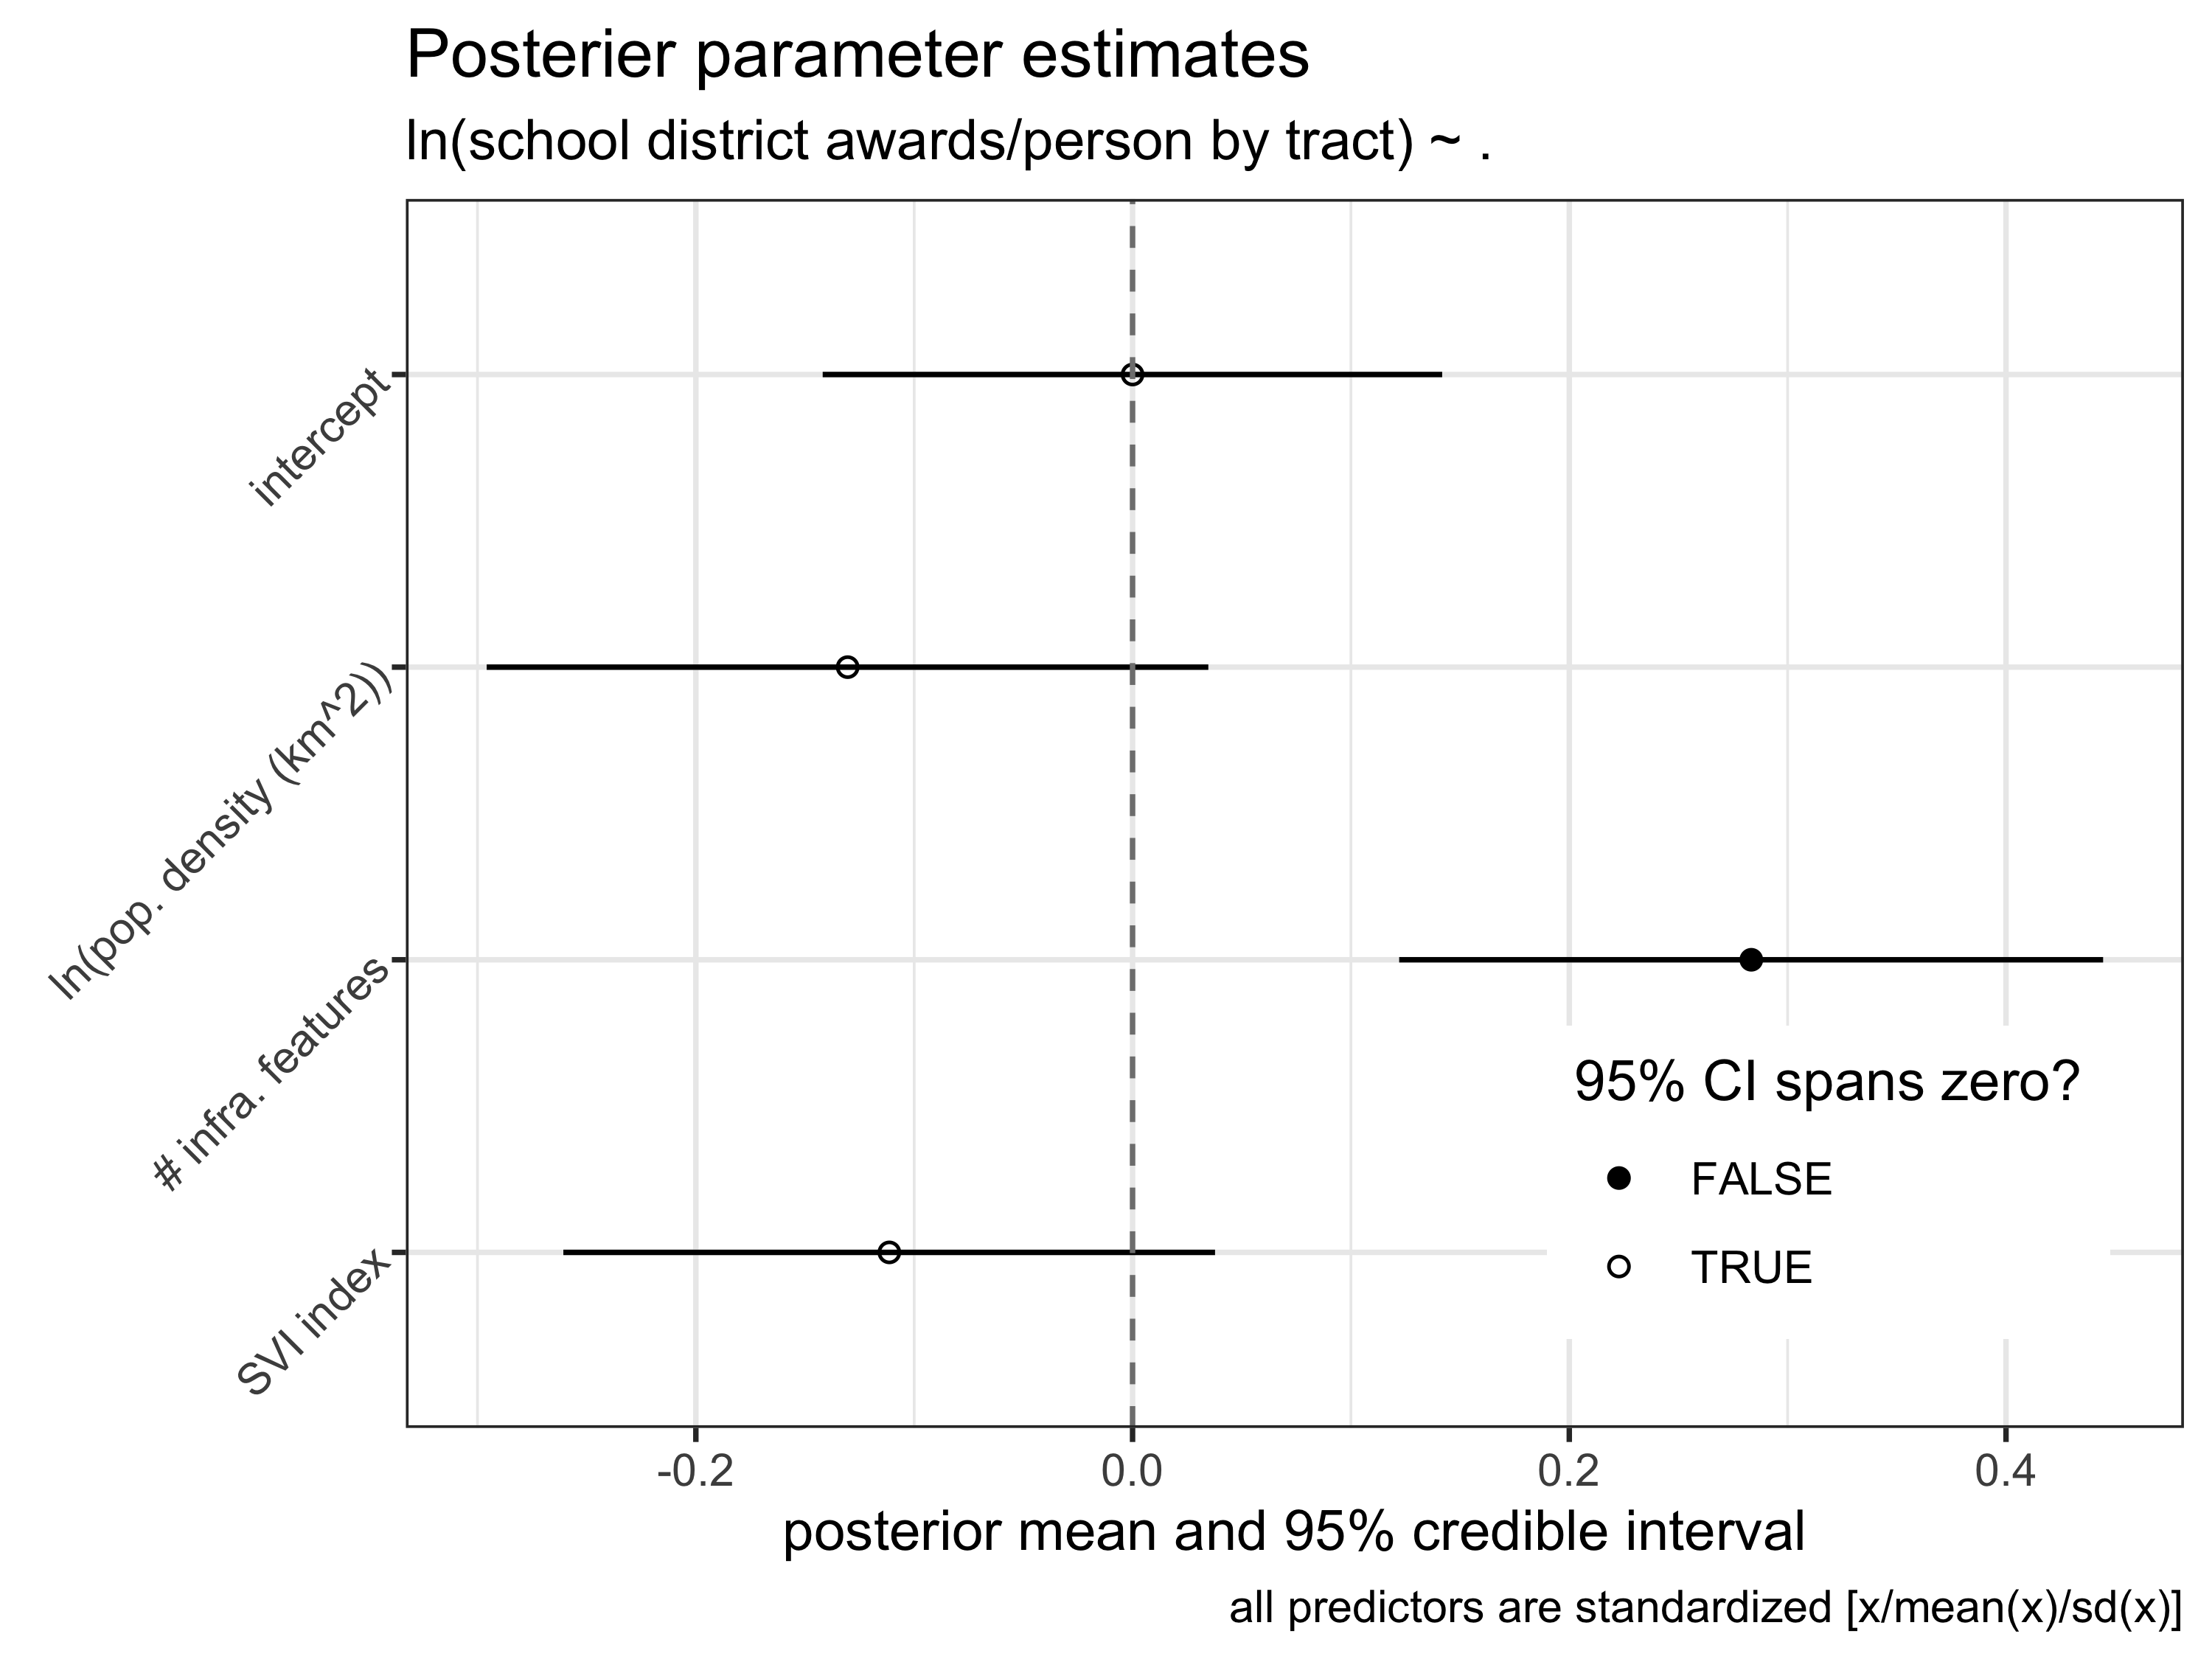 Posterier parameter estimates
ln(school district awards/person by tract) ~ .
intercept
ln(pop. density (km^2))
# infra. features
SVI index
95% CI spans zero?
FALSE
TRUE
-0.2
0.0
0.2
0.4
posterior mean and 95% credible interval
all predictors are standardized [x/mean(x)/sd(x)]